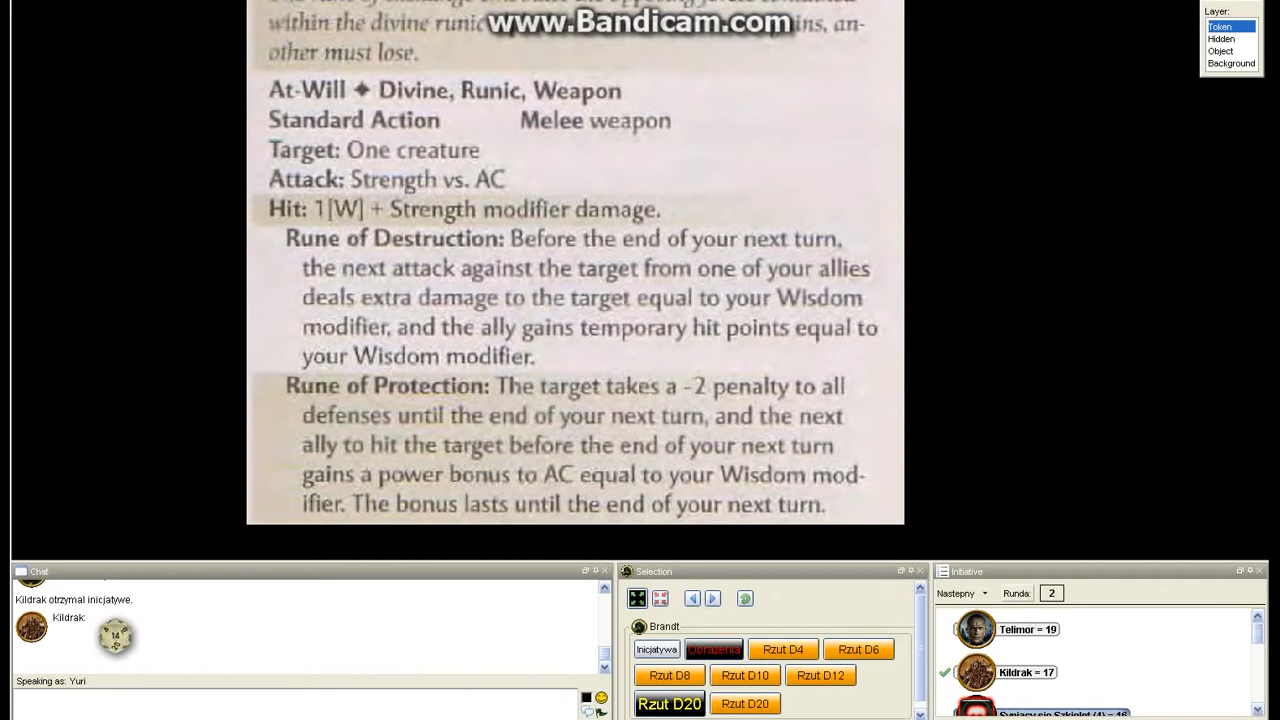 www.Bandicam.com
within the divine runic
ins, an-
other must lose.
At-Will ✦ Divine, Runic, Weapon
Standard Action Melee weapon
Target: One creature
Attack: Strength vs. AC
Hit: 1[W] + Strength modifier damage.
Rune of Destruction: Before the end of your next turn,
the next attack against the target from one of your allies
deals extra damage to the target equal to your Wisdom
modifier, and the ally gains temporary hit points equal to
your Wisdom modifier.
Rune of Protection: The target takes a -2 penalty to all
defenses until the end of your next turn, and the next
ally to hit the target before the end of your next turn
gains a power bonus to AC equal to your Wisdom mod-
ifier. The bonus lasts until the end of your next turn.
Layer:
Token
Hidden
Object
Background
Chat
Kildrak otrzymal inicjatywe.
Kildrak:
14
Speaking as: Yuri
Selection
Brandt
Inicjatywa Obrażenia Rzut D4 Rzut D6
Rzut D8 Rzut D10 Rzut D12
Rzut D20 Rzut D20
Initiative
Nastepny Runda: 2
Telimor = 19
Kildrak = 17